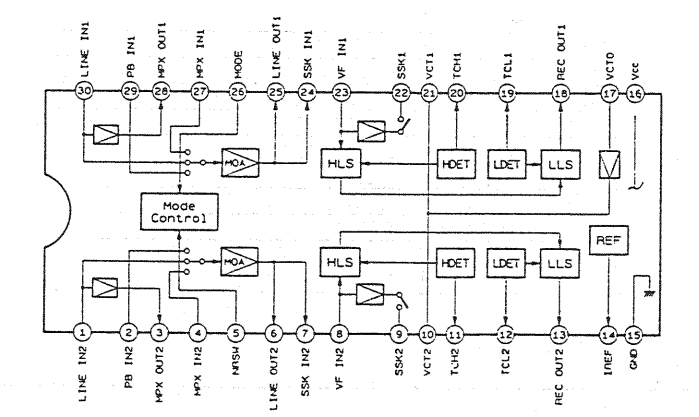 LINE IN1
PB IN1
MPX OUT1
MPX IN1
MODE
LINE OUT1
SSK IN1
VF IN1
SSK1
VCT1
TCH1
TCL1
REC OUT1
VCTO
Vcc
30 29 28 27 26 25 24 23 22 21 20 19 18 17 16
MOA
HLS
HDET
LDET
LLS
Mode
Control
MOA
HLS
HDET
LDET
LLS
REF
1 2 3 4 5 6 7 8 9 10 11 12 13 14 15
LINE IN2
PB IN2
MPX OUT2
MPX IN2
NRSW
LINE OUT2
SSK IN2
VF IN2
SSK2
VCT2
TCH2
TCL2
REC OUT2
IREF
GND